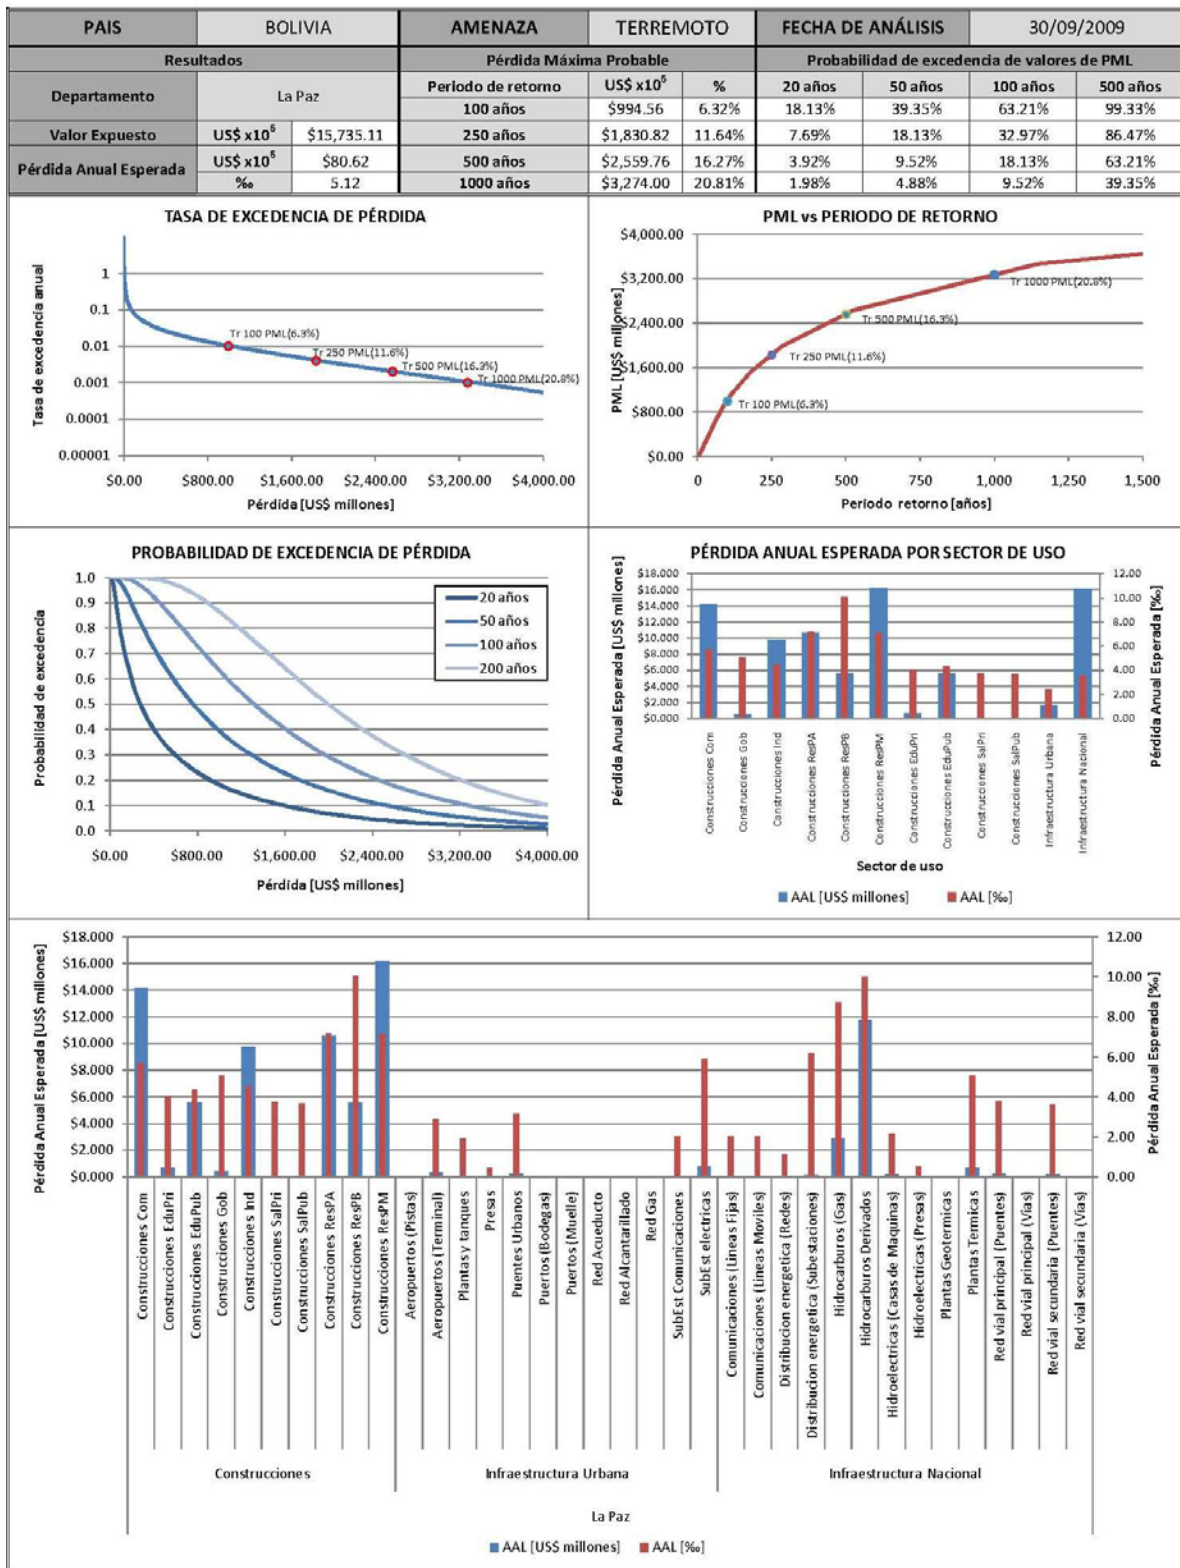 PAIS BOLIVIA AMENAZA TERREMOTO FECHA DE ANÁLISIS 30/09/2009
Resultados Pérdida Máxima Probable Probabilidad de excedencia de valores de PML
Departamento La Paz Periodo de retorno US$ x10⁶ % 20 años 50 años 100 años 500 años
100 años $994.56 6.32% 18.13% 39.35% 63.21% 99.33%
Valor Expuesto US$ x10⁶ $15,735.11 250 años $1,830.82 11.64% 7.69% 18.13% 32.97% 86.47%
Pérdida Anual Esperada US$ x10⁶ $80.62 500 años $2,559.76 16.27% 3.92% 9.52% 18.13% 63.21%
‰ 5.12 1000 años $3,274.00 20.81% 1.98% 4.88% 9.52% 39.35%
TASA DE EXCEDENCIA DE PÉRDIDA
Tasa de excedencia anual
1
0.1
0.01
0.001
0.0001
0.00001
Tr 100 PML(6.3%)
Tr 250 PML(11.6%)
Tr 500 PML(16.3%)
Tr 1000 PML(20.8%)
$0.00 $800.00 $1,600.00 $2,400.00 $3,200.00 $4,000.00
Pérdida [US$ millones]
PML vs PERIODO DE RETORNO
PML [US$ millones]
$4,000.00
$3,200.00
$2,400.00
$1,600.00
$800.00
$0.00
Tr 1000 PML(20.8%)
Tr 500 PML(16.3%)
Tr 250 PML(11.6%)
Tr 100 PML(6.3%)
0 250 500 750 1,000 1,250 1,500
Período retorno [años]
PROBABILIDAD DE EXCEDENCIA DE PÉRDIDA
Probabilidad de excedencia
1.0
0.9
0.8
0.7
0.6
0.5
0.4
0.3
0.2
0.1
0.0
20 años
50 años
100 años
200 años
$0.00 $800.00 $1,600.00 $2,400.00 $3,200.00 $4,000.00
Pérdida [US$ millones]
PÉRDIDA ANUAL ESPERADA POR SECTOR DE USO
Pérdida Anual Esperada [US$ millones]
$18.000
$16.000
$14.000
$12.000
$10.000
$8.000
$6.000
$4.000
$2.000
$0.000
12.00
10.00
8.00
6.00
4.00
2.00
0.00
Pérdida Anual Esperada [‰]
Construcciones Com
Construcciones Gob
Construcciones Ind
Construcciones ResPA
Construcciones ResPB
Construcciones ResPM
Construcciones EduPri
Construcciones EduPub
Construcciones SalPri
Construcciones SalPub
Infraestructura Urbana
Infraestructura Nacional
Sector de uso
AAL [US$ millones] AAL [‰]
Pérdida Anual Esperada [US$ millones]
$18.000
$16.000
$14.000
$12.000
$10.000
$8.000
$6.000
$4.000
$2.000
$0.000
12.00
10.00
8.00
6.00
4.00
2.00
0.00
Pérdida Anual Esperada [‰]
Construcciones Com
Construcciones EduPri
Construcciones EduPub
Construcciones Gob
Construcciones Ind
Construcciones SalPri
Construcciones SalPub
Construcciones ResPA
Construcciones ResPB
Construcciones ResPM
Aeropuertos (Pistas)
Aeropuertos (Terminal)
Plantas y tanques
Presas
Puentes Urbanos
Puertos (Bodegas)
Puertos (Muelle)
Red Acueducto
Red Alcantarillado
Red Gas
SubEst Comunicaciones
SubEst electricas
Comunicaciones (Lineas Fijas)
Comunicaciones (Lineas Moviles)
Distribucion energetica (Redes)
Distribucion energetica (Subestaciones)
Hidrocarburos (Gas)
Hidrocarburos Derivados
Hidroelectricas (Casas de Maquinas)
Hidroelectricas (Presas)
Plantas Geotermicas
Plantas Termicas
Red vial principal (Puentes)
Red vial principal (Vias)
Red vial secundaria (Puentes)
Red vial secundaria (Vias)
Construcciones Infraestructura Urbana Infraestructura Nacional
La Paz
AAL [US$ millones] AAL [‰]